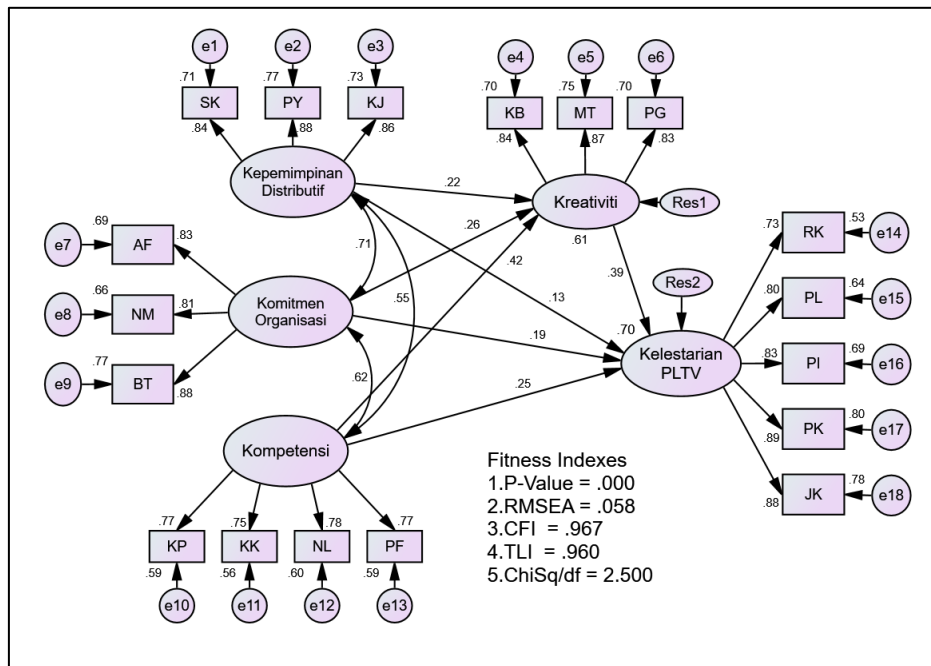 e1
e2
e3
.71
.77
.73
SK
PY
KJ
.84
.88
.86
Kepemimpinan
Distributif
e4
e5
e6
.70
.75
.70
KB
MT
PG
.84
.87
.83
Kreativiti
.61
Res1
.22
.26
.42
.71
.55
.13
.39
e7
.69
AF
.83
e8
.66
NM
.81
e9
.77
BT
.88
Komitmen
Organisasi
.62
.19
.25
Res2
.70
Kelestarian
PLTV
.73
RK
.53
e14
.80
PL
.64
e15
.83
PI
.69
e16
.89
PK
.80
e17
.88
JK
.78
e18
Kompetensi
.77
.75
.78
.77
KP
KK
NL
PF
.59
.56
.60
.59
e10
e11
e12
e13
Fitness Indexes
1.P-Value = .000
2.RMSEA = .058
3.CFI = .967
4.TLI = .960
5.ChiSq/df = 2.500